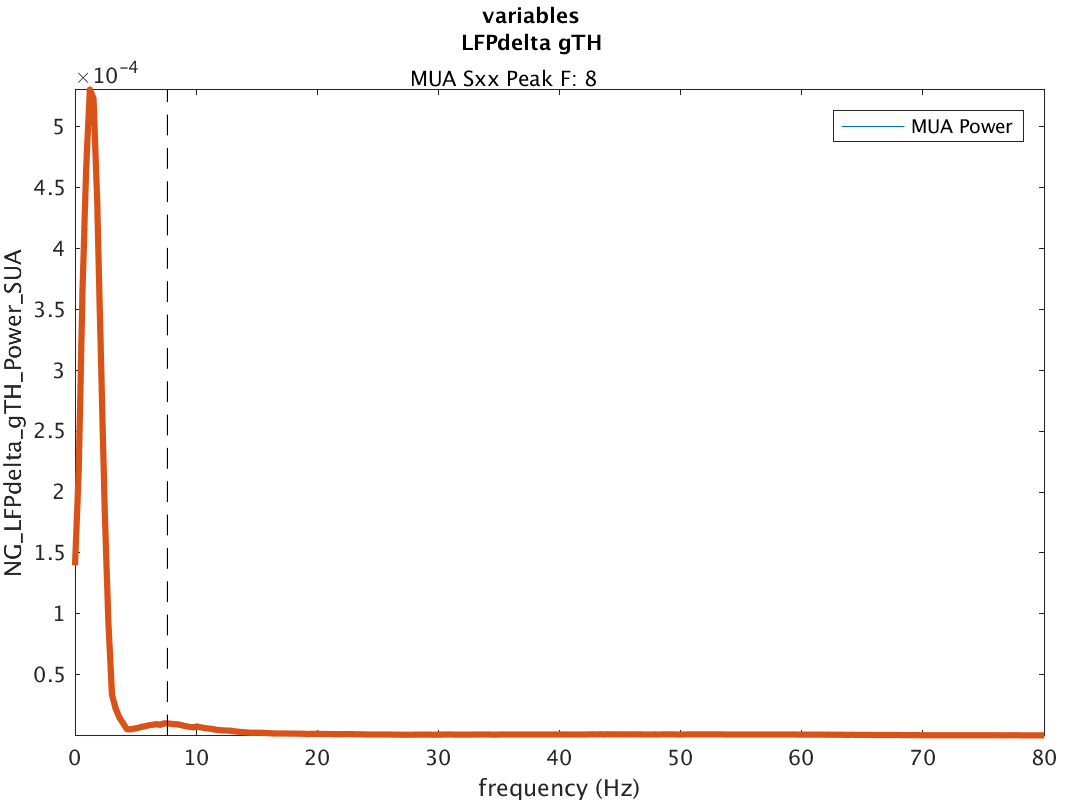 variables
LFPdelta gTH
MUA Sxx Peak F: 8
×10⁻⁴
MUA Power
5
4.5
4
3.5
3
2.5
2
1.5
1
0.5
NG_LFPdelta_gTH_Power_SUA
0 10 20 30 40 50 60 70 80
frequency (Hz)